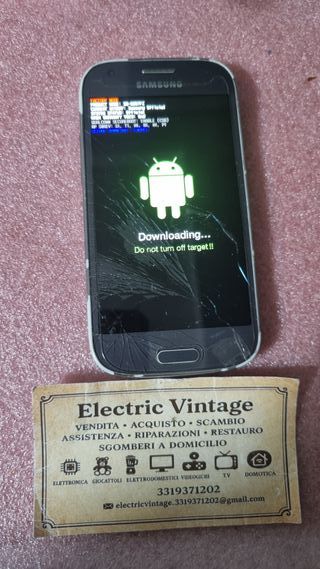 SAMSUNG
Downloading...
Do not turn off target!!
Electric Vintage
VENDITA • ACQUISTO • SCAMBIO
ASSISTENZA • RIPARAZIONI • RESTAURO
SGOMBERI A DOMICILIO
ELETTRONICA GIOCATTOLI ELETTRODOMESTICI VIDEOGICHI TV DOMOTICA
3319371202
electricvintage.3319371202@gmail.com